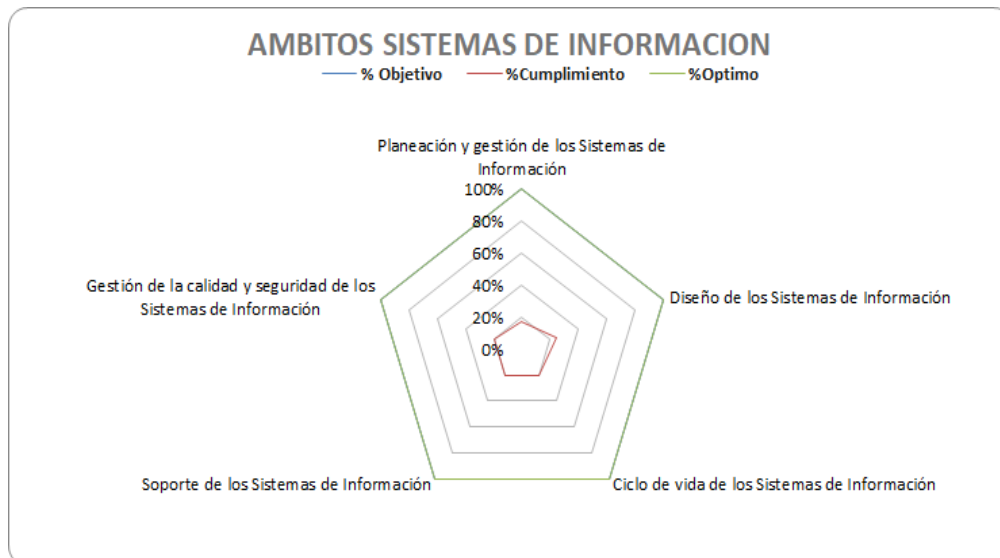 AMBITOS SISTEMAS DE INFORMACION
% Objetivo %Cumplimiento %Optimo
Planeación y gestión de los Sistemas de
Información
100%
80%
60%
40%
20%
0%
Gestión de la calidad y seguridad de los
Sistemas de Información
Diseño de los Sistemas de Información
Soporte de los Sistemas de Información
Ciclo de vida de los Sistemas de Información